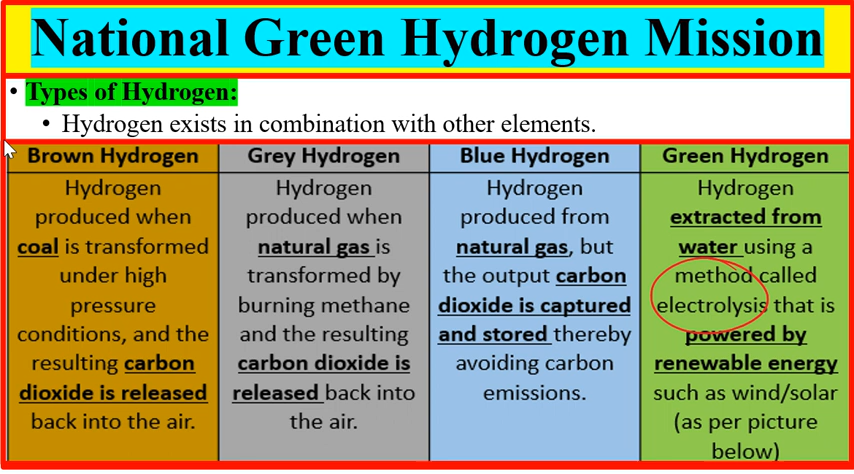 National Green Hydrogen Mission
• Types of Hydrogen:
• Hydrogen exists in combination with other elements.
Brown Hydrogen
Hydrogen
produced when
coal is transformed
under high
pressure
conditions, and the
resulting carbon
dioxide is released
back into the air.
Grey Hydrogen
Hydrogen
produced when
natural gas is
transformed by
burning methane
and the resulting
carbon dioxide is
released back into
the air.
Blue Hydrogen
Hydrogen
produced from
natural gas, but
the output carbon
dioxide is captured
and stored thereby
avoiding carbon
emissions.
Green Hydrogen
Hydrogen
extracted from
water using a
method called
electrolysis that is
powered by
renewable energy
such as wind/solar
(as per picture
below)